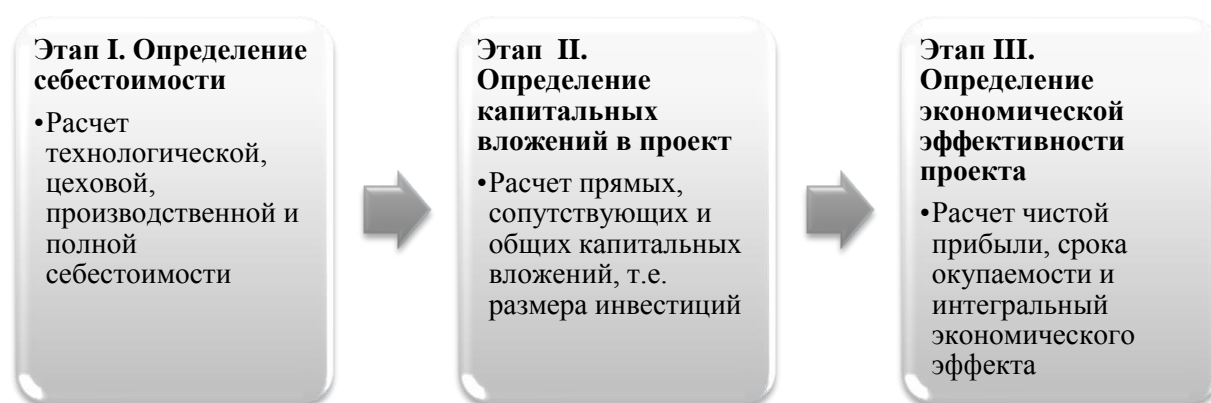 Этап I. Определение
себестоимости
•Расчет
технологической,
цеховой,
производственной и
полной
себестоимости
Этап  II.
Определение
капитальных
вложений в проект
•Расчет прямых,
сопутствующих и
общих капитальных
вложений, т.е.
размера инвестиций
Этап III.
Определение
экономической
эффективности
проекта
•Расчет чистой
прибыли, срока
окупаемости и
интегральный
экономического
эффекта